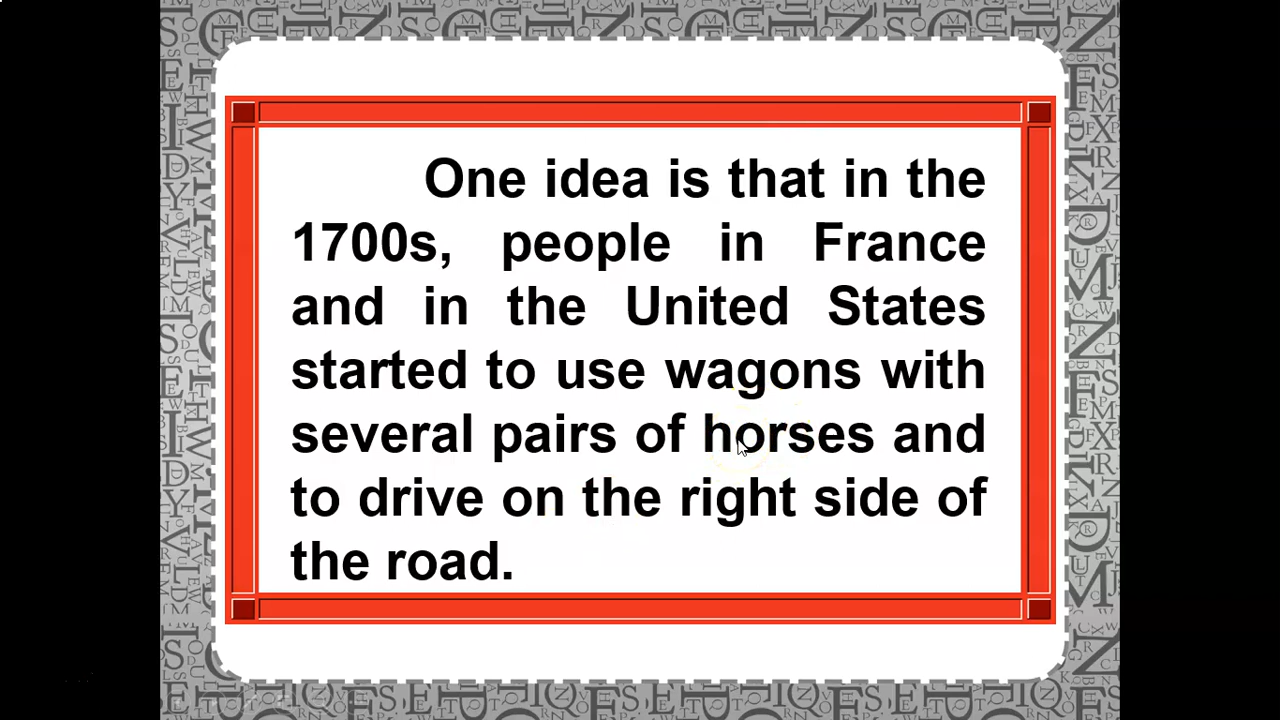 One idea is that in the
1700s, people in France
and in the United States
started to use wagons with
several pairs of horses and
to drive on the right side of
the road.